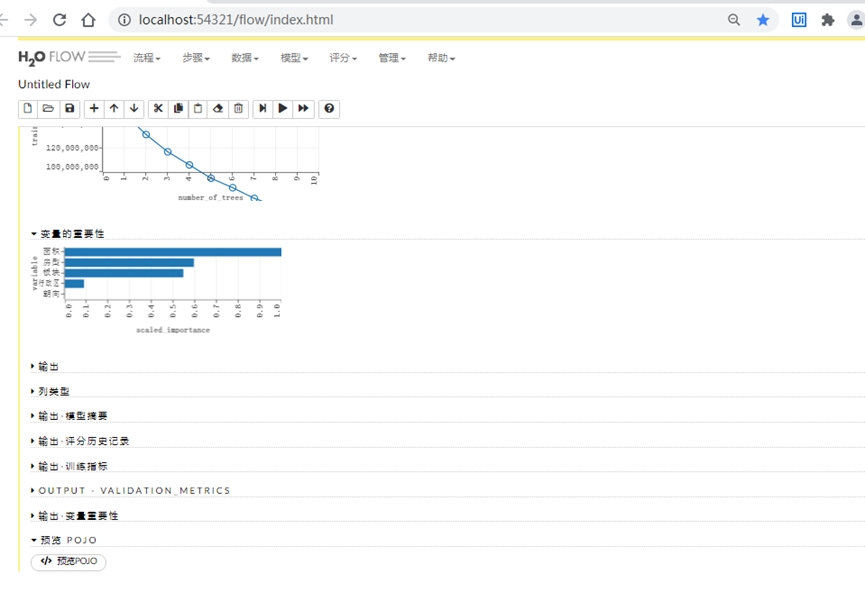 localhost:54321/flow/index.html
Ui
H2O FLOW 流程 步骤 数据 模型 评分 管理 帮助
Untitled Flow
120,000,000
100,000,000
0 1 2 3 4 5 6 7 8 9 10
number_of_trees
变量的重要性
variable
0.0 0.1 0.2 0.3 0.4 0.5 0.6 0.7 0.8 0.9 1.0
scaled_importance
输出
列类型
输出-模型摘要
输出-评分历史记录
输出-训练指标
OUTPUT - VALIDATION_METRICS
输出-变量重要性
预览 POJO
预览POJO